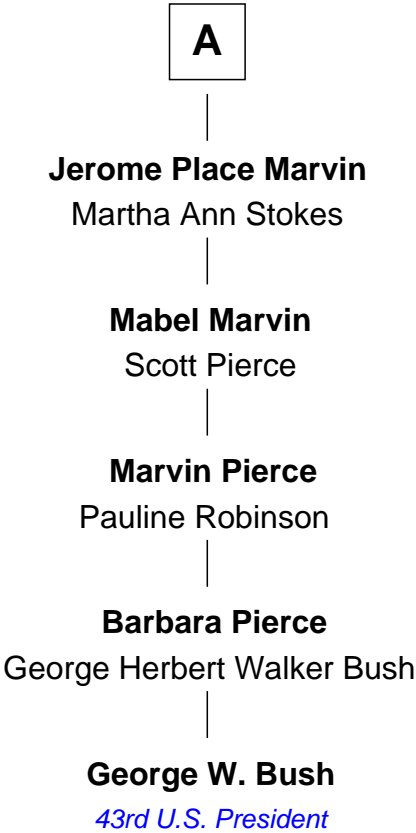 A
Jerome Place Marvin
Martha Ann Stokes
Mabel Marvin
Scott Pierce
Marvin Pierce
Pauline Robinson
Barbara Pierce
George Herbert Walker Bush
George W. Bush
43rd U.S. President